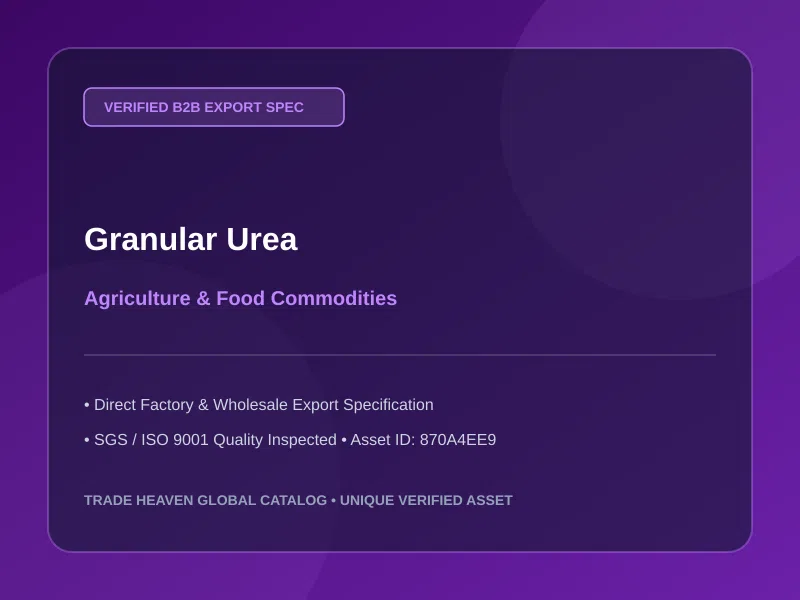 VERIFIED B2B EXPORT SPEC
Granular Urea
Agriculture & Food Commodities
• Direct Factory & Wholesale Export Specification
• SGS / ISO 9001 Quality Inspected • Asset ID: 870A4EE9
TRADE HEAVEN GLOBAL CATALOG • UNIQUE VERIFIED ASSET